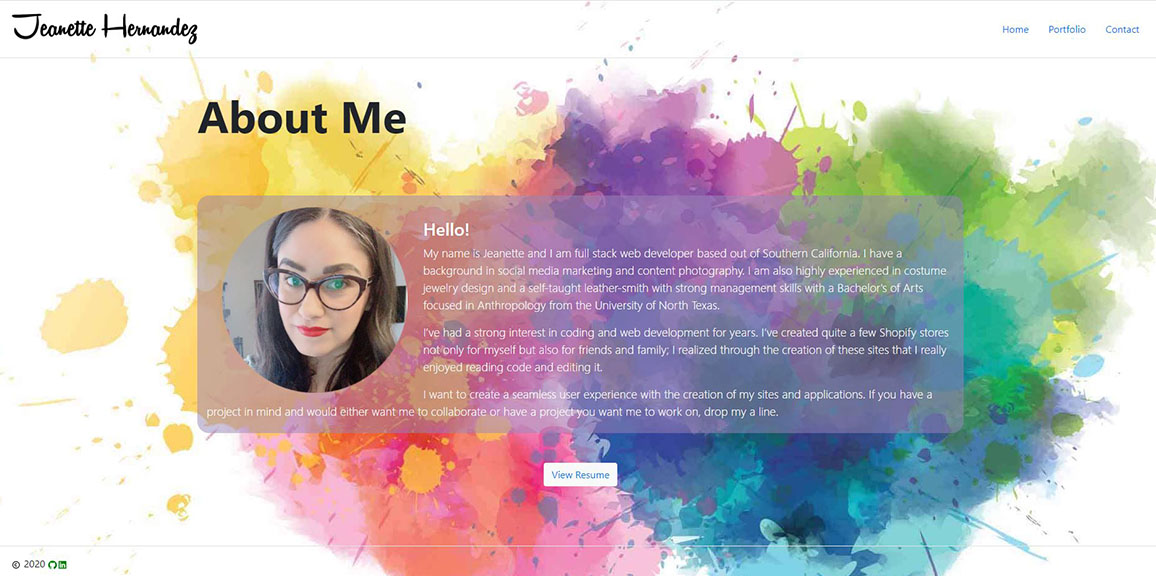 Jeanette Hernandez
Home Portfolio Contact
About Me
Hello!
My name is Jeanette and I am full stack web developer based out of Southern California. I have a
background in social media marketing and content photography. I am also highly experienced in costume
jewelry design and a self-taught leather-smith with strong management skills with a Bachelor's of Arts
focused in Anthropology from the University of North Texas.
I've had a strong interest in coding and web development for years. I've created quite a few Shopify stores
not only for myself but also for friends and family; I realized through the creation of these sites that I really
enjoyed reading code and editing it.
I want to create a seamless user experience with the creation of my sites and applications. If you have a
project in mind and would either want me to collaborate or have a project you want me to work on, drop my a line.
View Resume
© 2020